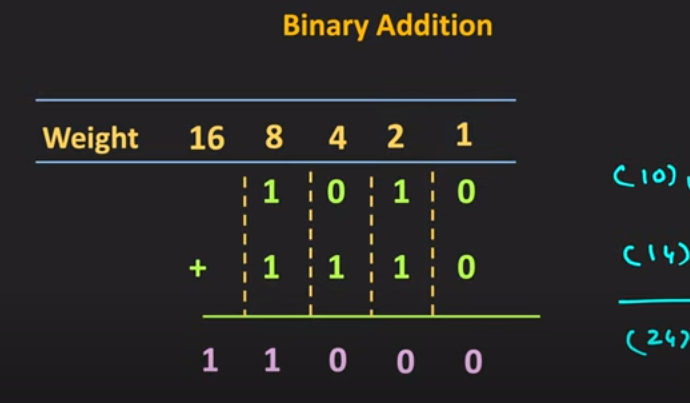 Binary Addition
Weight 16 8 4 2 1
1 0 1 0 (10)
+ 1 1 1 0 (14)
1 1 0 0 0 (24)